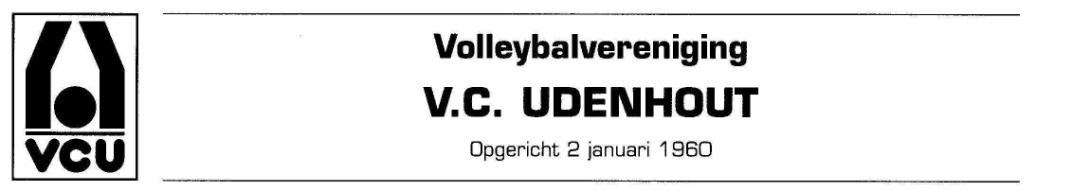 VCU
Volleybalvereniging
V.C. UDENHOUT
Opgericht 2 januari 1960